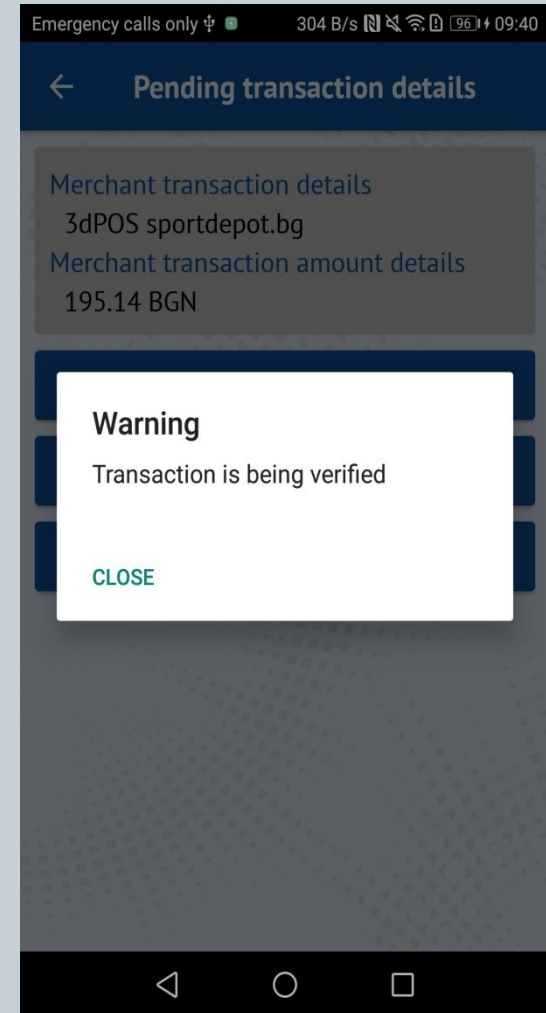 Emergency calls only 304 B/s 96 09:40
Pending transaction details
Merchant transaction details
3dPOS sportdepot.bg
Merchant transaction amount details
195.14 BGN
Warning
Transaction is being verified
CLOSE